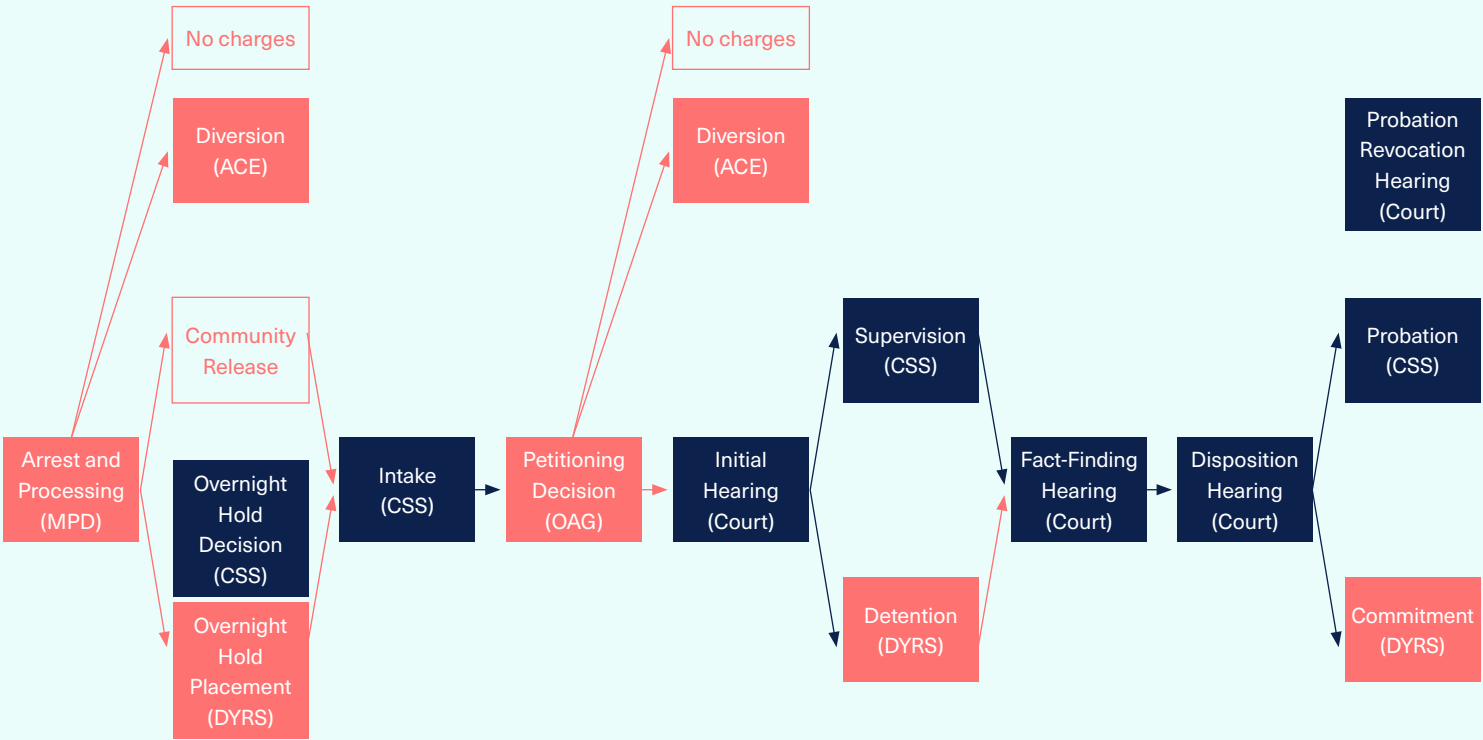 No charges
Diversion
(ACE)
Community
Release
Arrest and
Processing
(MPD)
Overnight
Hold
Decision
(CSS)
Overnight
Hold
Placement
(DYRS)
Intake
(CSS)
No charges
Diversion
(ACE)
Petitioning
Decision
(OAG)
Initial
Hearing
(Court)
Supervision
(CSS)
Detention
(DYRS)
Fact-Finding
Hearing
(Court)
Disposition
Hearing
(Court)
Probation
Revocation
Hearing
(Court)
Probation
(CSS)
Commitment
(DYRS)